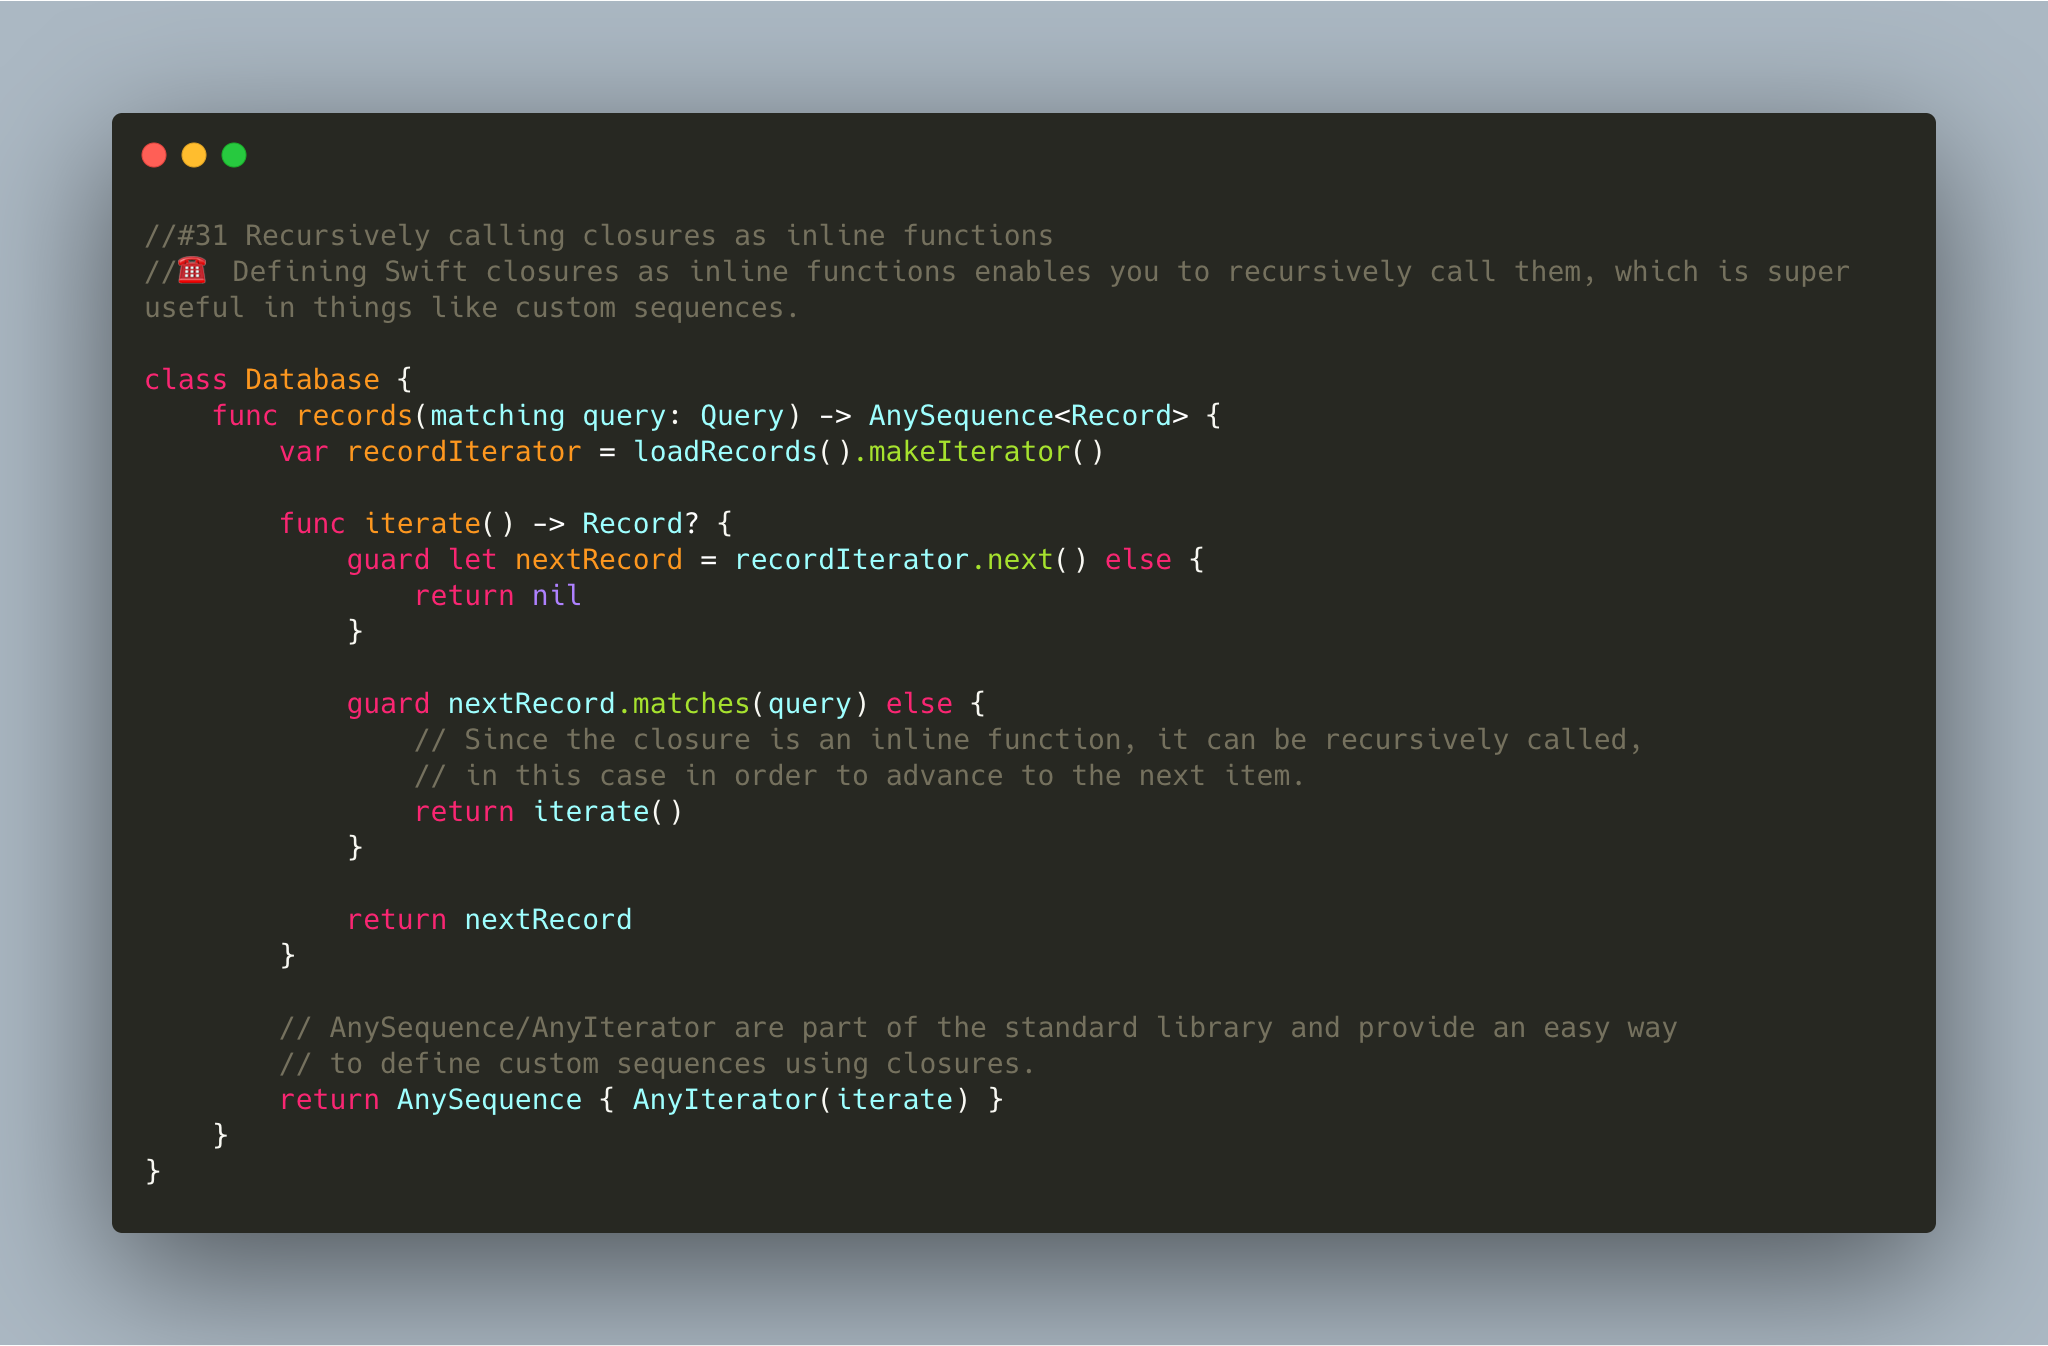 //#31 Recursively calling closures as inline functions
//☎️ Defining Swift closures as inline functions enables you to recursively call them, which is super
useful in things like custom sequences.

class Database {
    func records(matching query: Query) -> AnySequence<Record> {
        var recordIterator = loadRecords().makeIterator()

        func iterate() -> Record? {
            guard let nextRecord = recordIterator.next() else {
                return nil
            }

            guard nextRecord.matches(query) else {
                // Since the closure is an inline function, it can be recursively called,
                // in this case in order to advance to the next item.
                return iterate()
            }

            return nextRecord
        }

        // AnySequence/AnyIterator are part of the standard library and provide an easy way
        // to define custom sequences using closures.
        return AnySequence { AnyIterator(iterate) }
    }
}